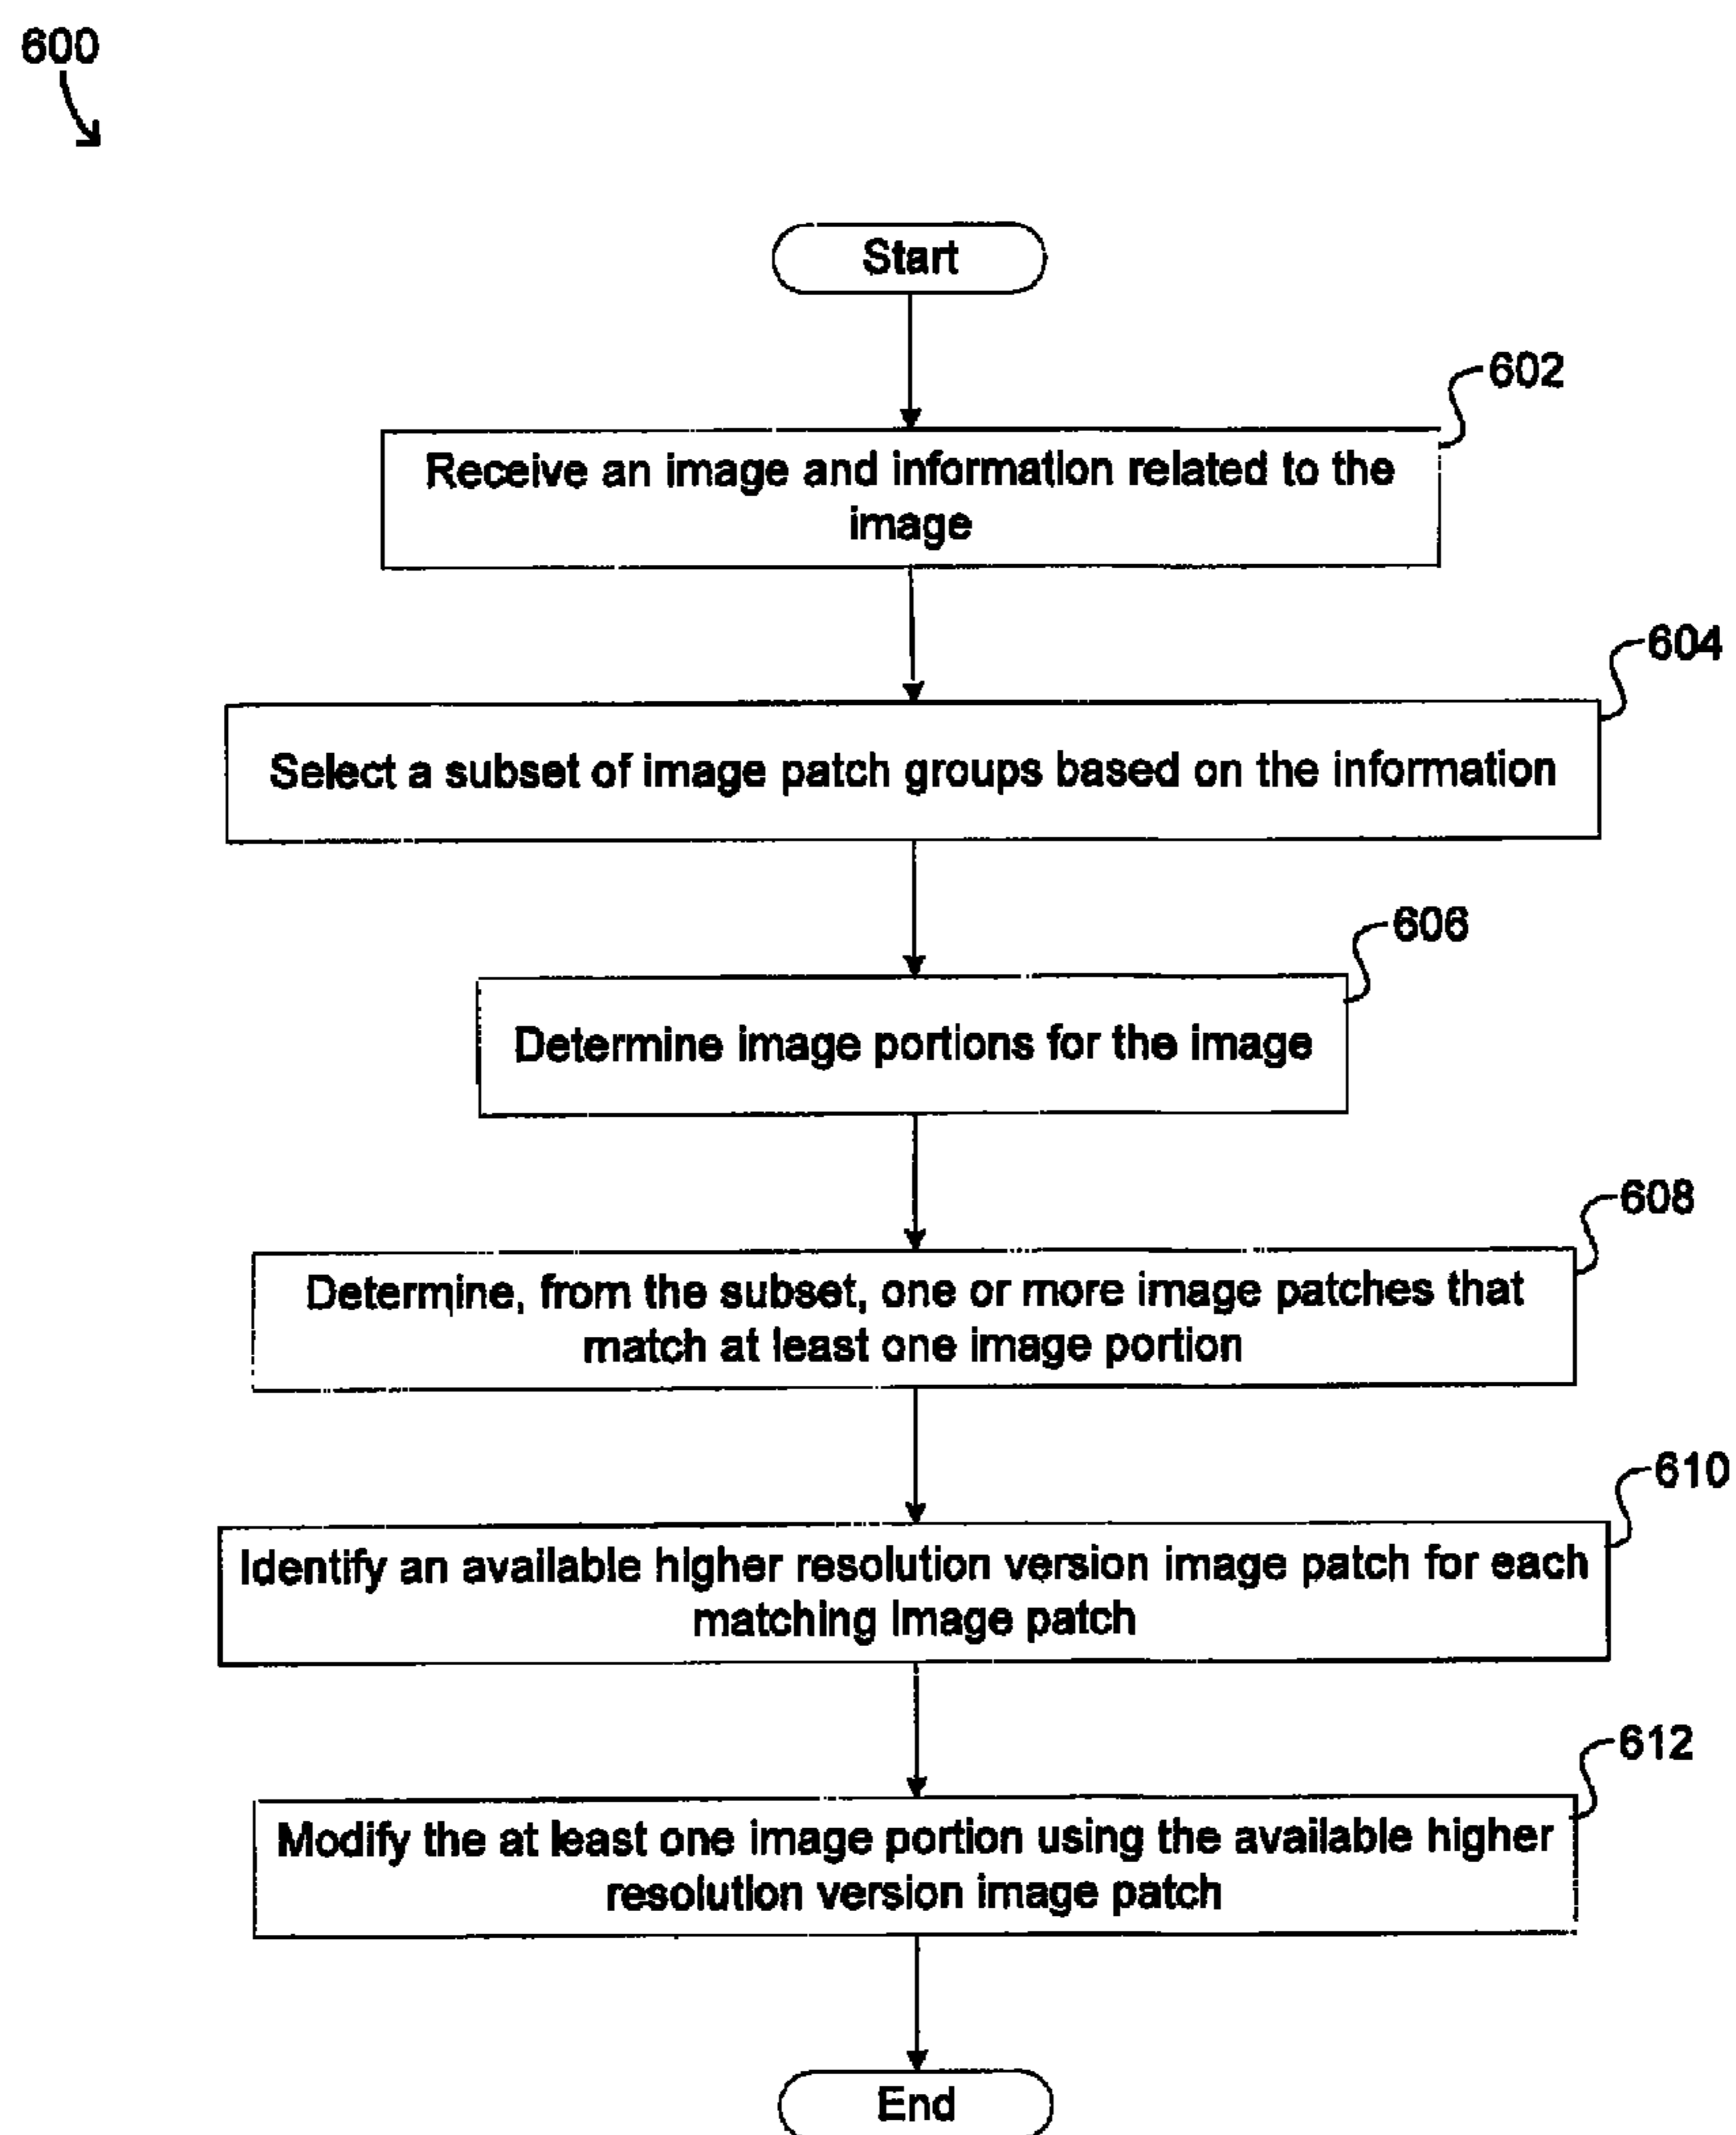 600
Start
602
Receive an image and information related to the
image
604
Select a subset of image patch groups based on the information
606
Determine image portions for the image
608
Determine, from the subset, one or more image patches that
match at least one image portion
610
Identify an available higher resolution version image patch for each
matching image patch
612
Modify the at least one image portion using the available higher
resolution version image patch
End